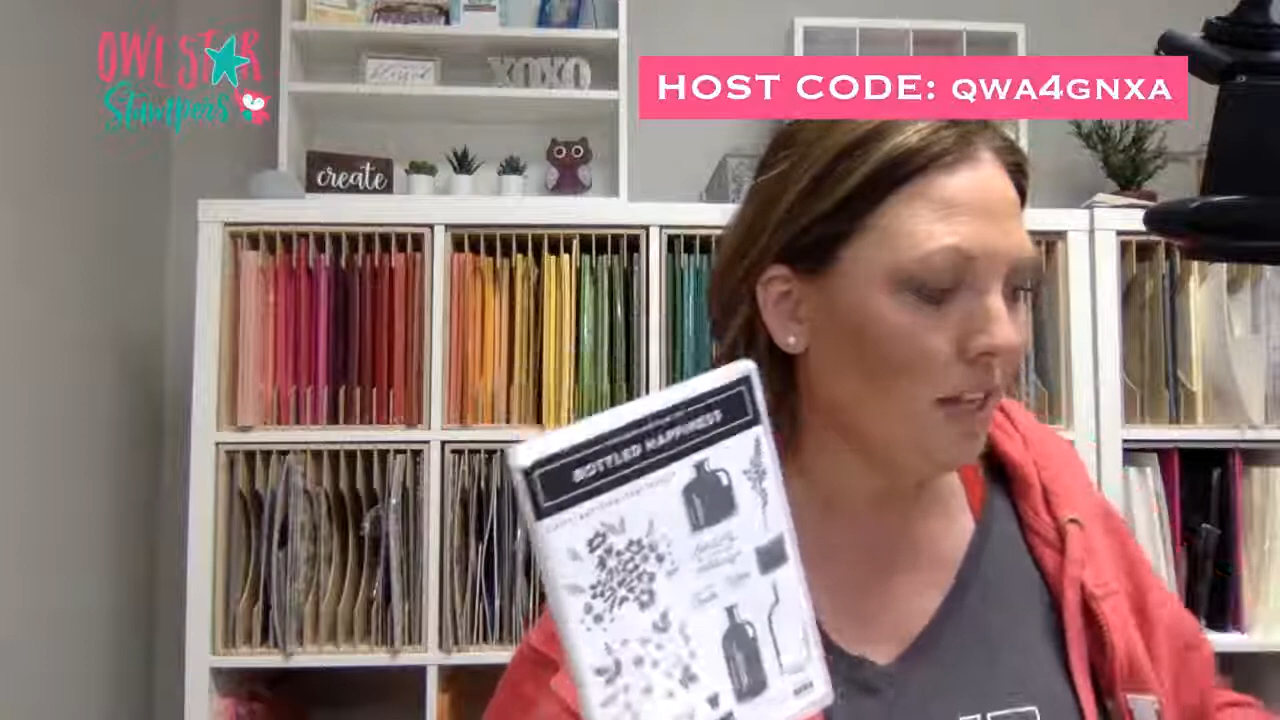 OWL STAR
Stampers
HOST CODE: QWA4GNXA
XOXO
create
BOTTLED HAPPINESS